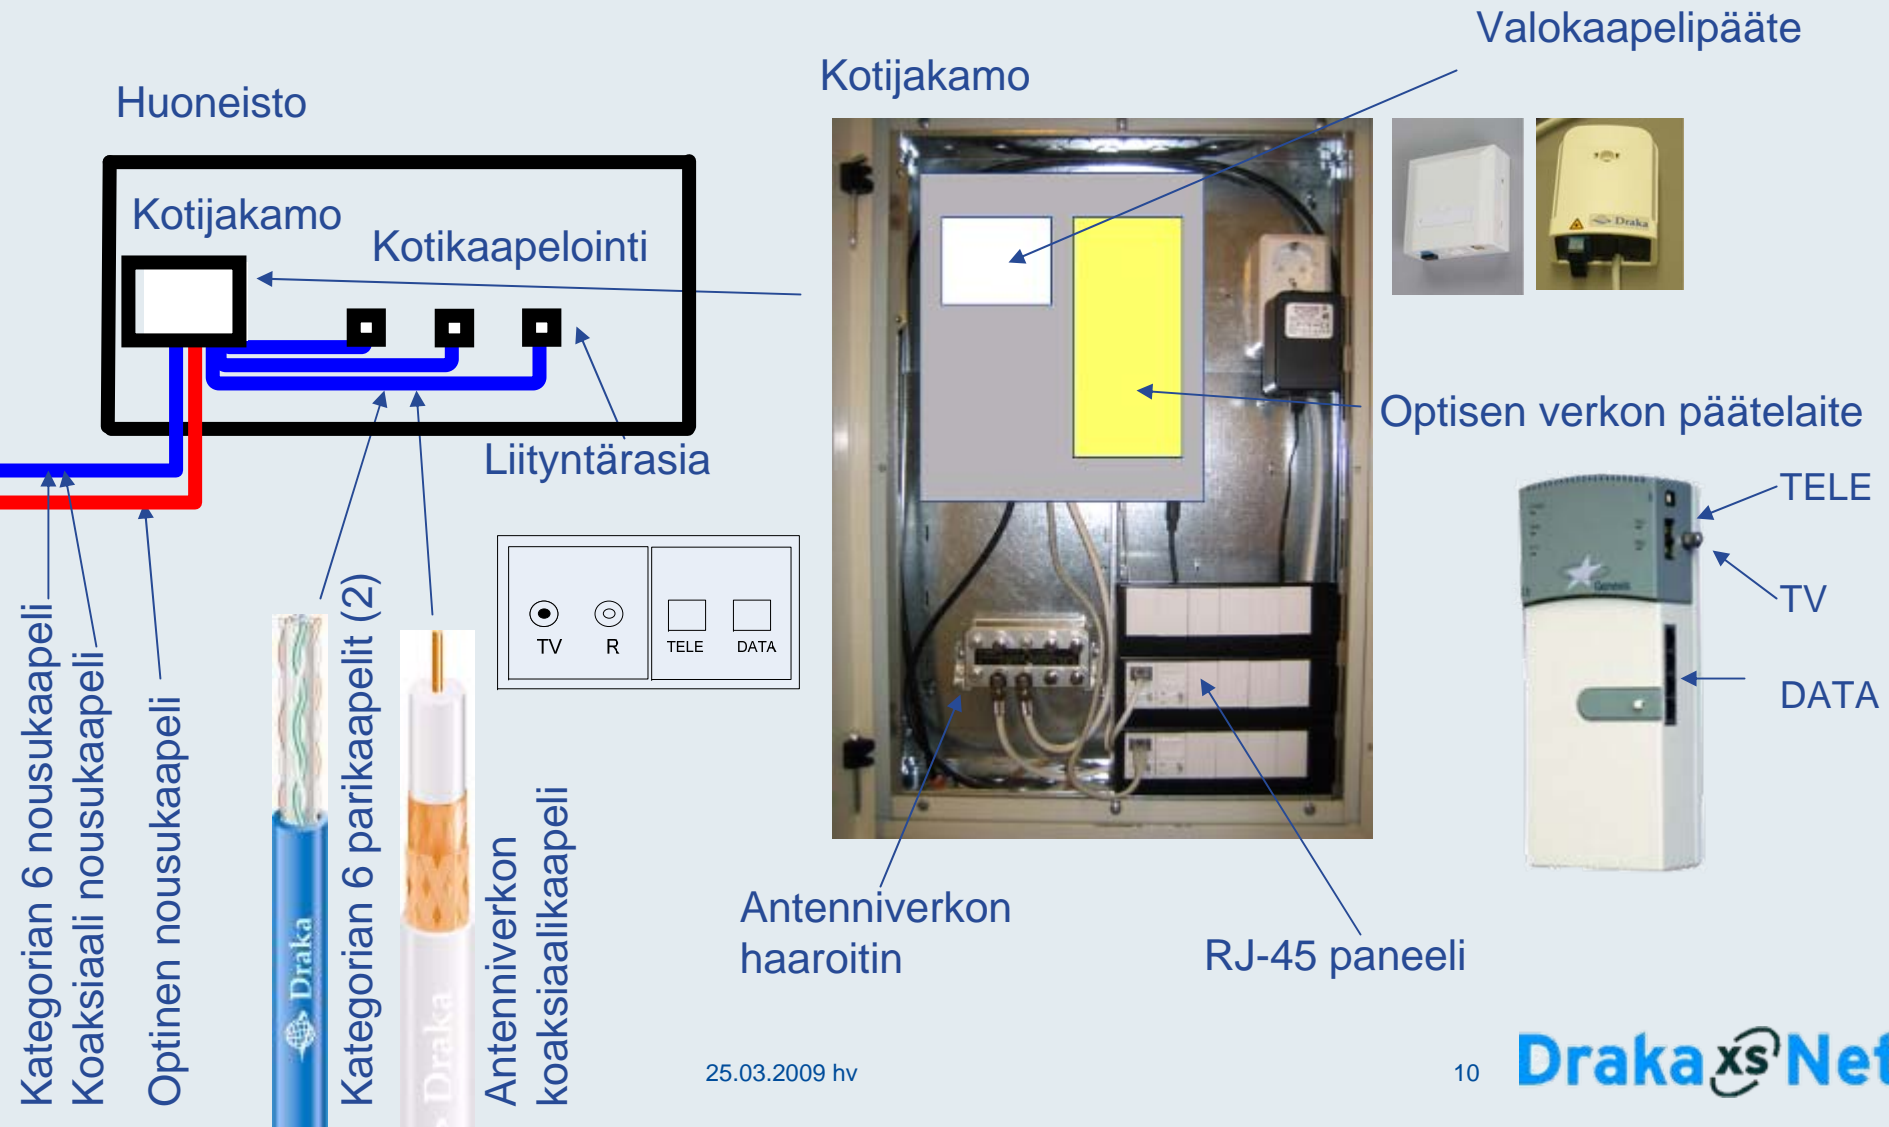 Valokaapelipääte
Kotijakamo
Huoneisto
Kotijakamo
Kotikaapelointi
Draka
Optisen verkon päätelaite
Liityntärasia
TELE
TV
DATA
TV
R
TELE
DATA
Genexis
Kategorian 6 nousukaapeli
Koaksiaali nousukaapeli
Optinen nousukaapeli
Kategorian 6 parikaapelit (2)
Antenniverkon
koaksiaalikaapeli
Draka
Draka
Antenniverkon
haaroitin
RJ-45 paneeli
25.03.2009 hv
10
Draka xs Net